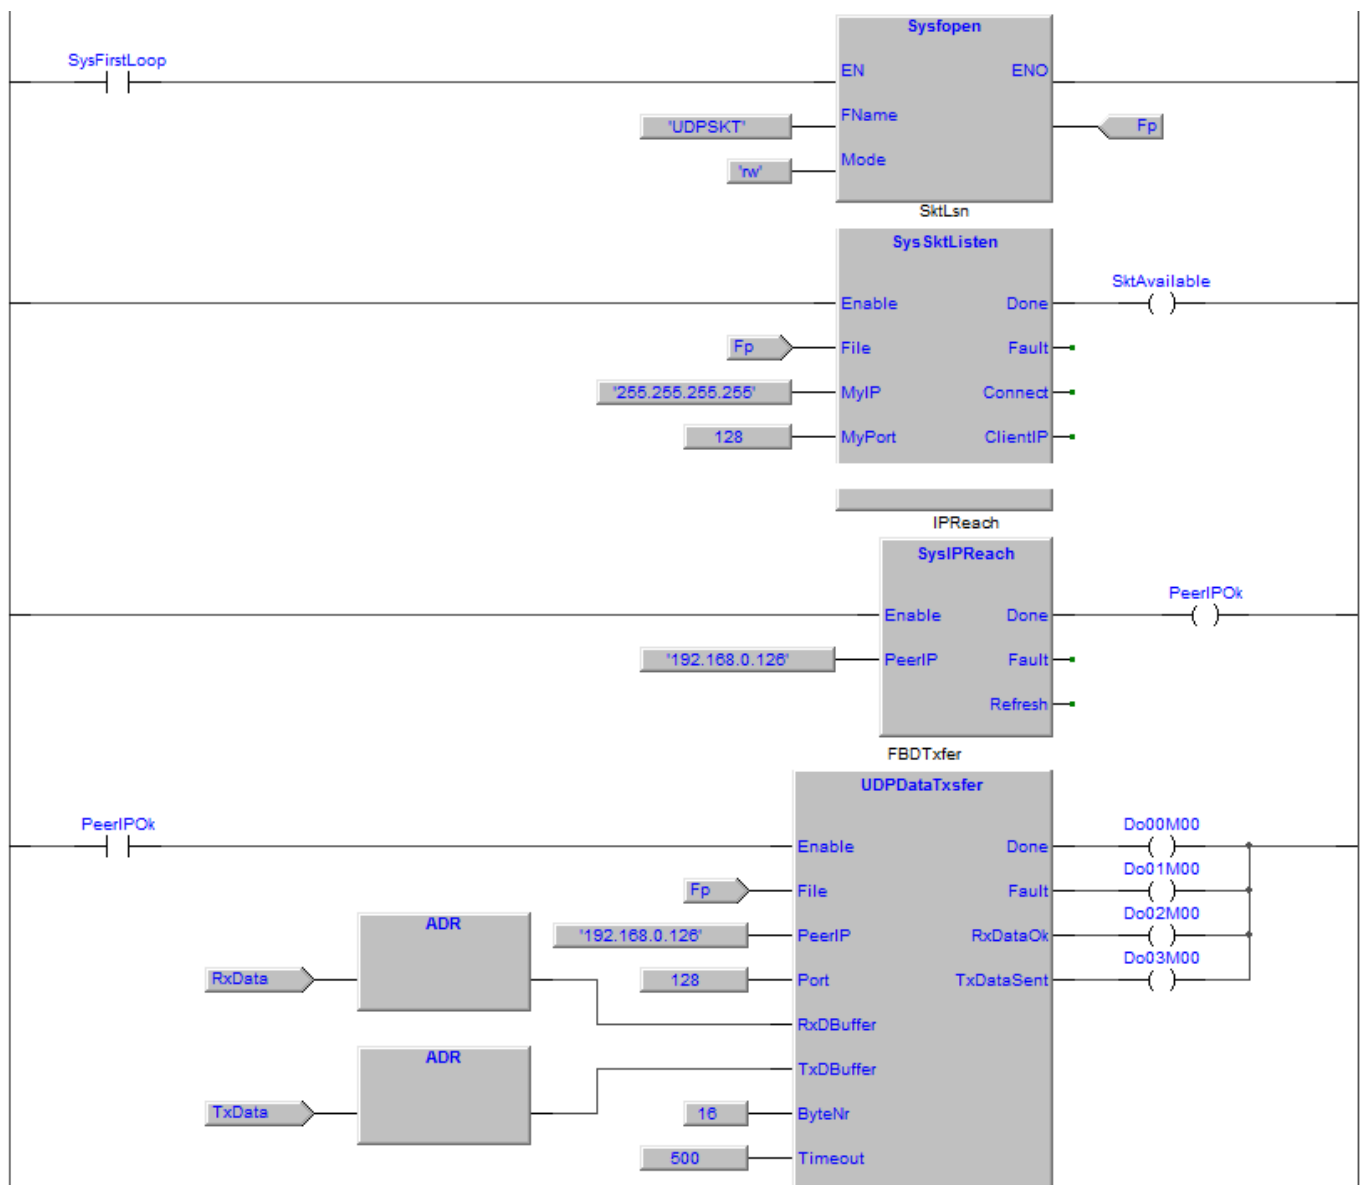 Sysfopen
SysFirstLoop
EN ENO
'UDPSKT' FName Fp
'rw' Mode
SktLsn
SysSktListen
SktAvailable
Enable Done
Fp File Fault
'255.255.255.255' MyIP Connect
128 MyPort ClientIP
IPReach
SysIPReach
PeerIPOk
Enable Done
'192.168.0.126' PeerIP Fault
Refresh
FBDTxfer
UDPDataTxsfer
PeerIPOk Do00M00
Enable Done
Do01M00
Fp File Fault
ADR Do02M00
'192.168.0.126' PeerIP RxDataOk
Do03M00
RxData 128 Port TxDataSent
RxDBuffer
ADR
TxDBuffer
TxData 16 ByteNr
500 Timeout